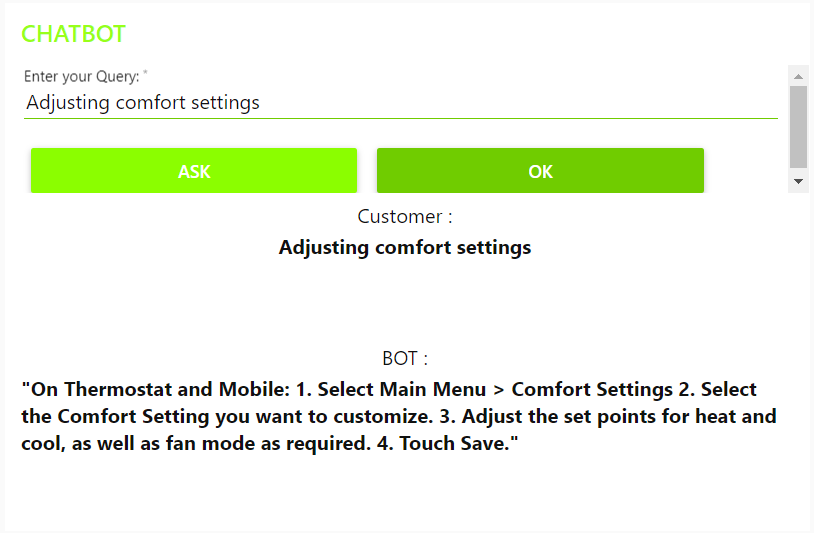 CHATBOT
Enter your Query: *
Adjusting comfort settings
ASK OK
Customer :
Adjusting comfort settings
BOT :
"On Thermostat and Mobile: 1. Select Main Menu > Comfort Settings 2. Select
the Comfort Setting you want to customize. 3. Adjust the set points for heat and
cool, as well as fan mode as required. 4. Touch Save."